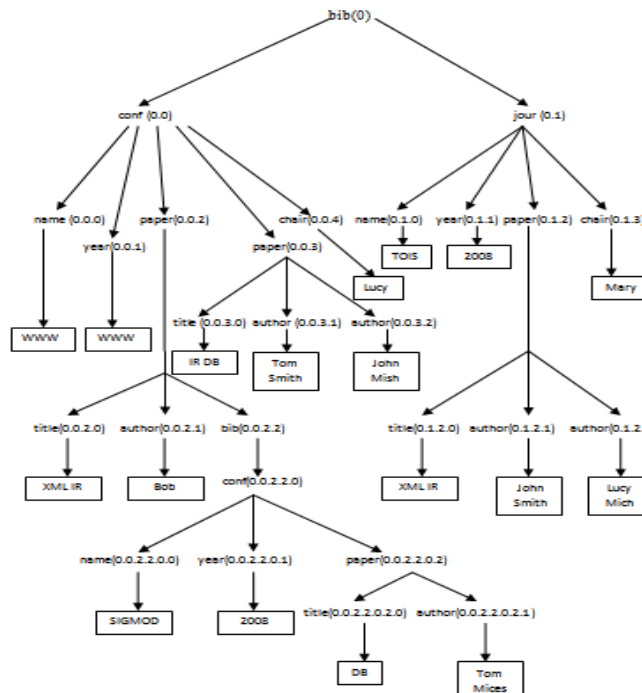 bib(0)
conf (0.0)
jour (0.1)
name (0.0.0)
paper(0.0.2)
chair(0.0.4)
name(0.1.0)
year(0.1.1)
paper(0.1.2)
chair(0.1.3)
year(0.0.1)
paper(0.0.3)
TOIS
2008
Lucy
Mary
title (0.0.3.0)
author (0.0.3.1)
author(0.0.3.2)
WWW
WWW
IR DB
Tom
Smith
John
Mish
title(0.0.2.0)
author(0.0.2.1)
bib(0.0.2.2)
title(0.1.2.0)
author(0.1.2.1)
author(0.1.2.
XML IR
Bob
conf(0.0.2.2.0)
XML IR
John
Smith
Lucy
Mich
name(0.0.2.2.0.0)
year(0.0.2.2.0.1)
paper(0.0.2.2.0.2)
SIGMOD
2008
title(0.0.2.2.0.2.0)
author(0.0.2.2.0.2.1)
DB
Tom
Mices